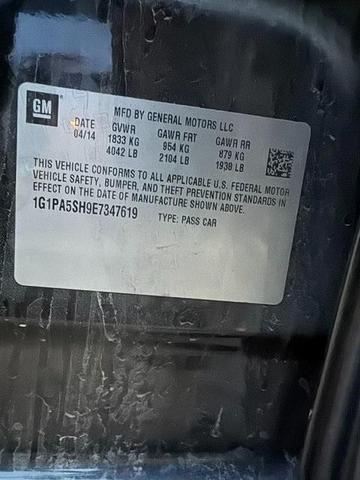 GM
MFD BY GENERAL MOTORS LLC
DATE GVWR GAWR FRT GAWR RR
04/14 1833 KG 954 KG 879 KG
4042 LB 2104 LB 1938 LB
THIS VEHICLE CONFORMS TO ALL APPLICABLE U.S. FEDERAL MOTOR
VEHICLE SAFETY, BUMPER, AND THEFT PREVENTION STANDARDS IN
EFFECT ON THE DATE OF MANUFACTURE SHOWN ABOVE.
1G1PA5SH9E7347619 TYPE: PASS CAR